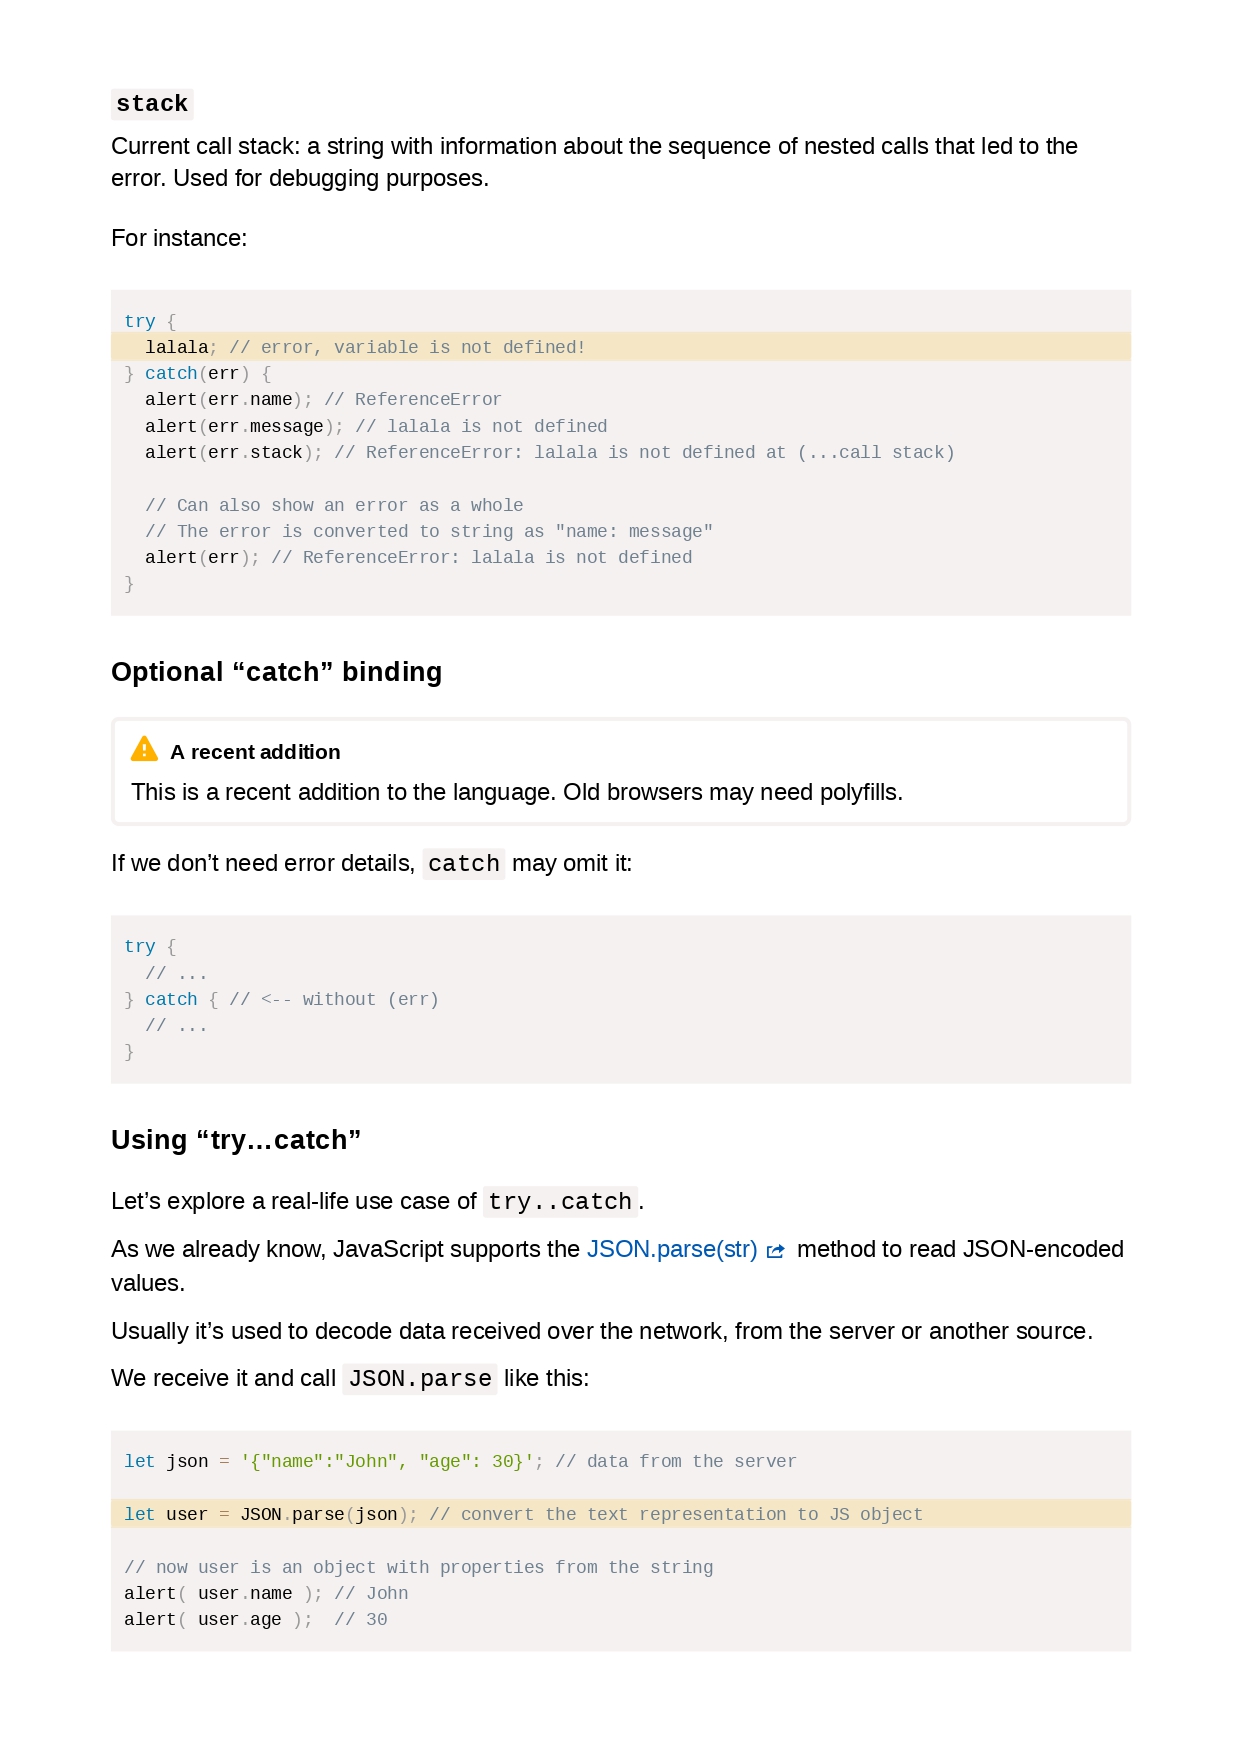 stack
Current call stack: a string with information about the sequence of nested calls that led to the
error. Used for debugging purposes.
For instance:
try {
  lalala; // error, variable is not defined!
} catch(err) {
  alert(err.name); // ReferenceError
  alert(err.message); // lalala is not defined
  alert(err.stack); // ReferenceError: lalala is not defined at (...call stack)
  // Can also show an error as a whole
  // The error is converted to string as "name: message"
  alert(err); // ReferenceError: lalala is not defined
}
Optional “catch” binding
A recent addition
This is a recent addition to the language. Old browsers may need polyfills.
If we don’t need error details, catch may omit it:
try {
  // ...
} catch { // <-- without (err)
  // ...
}
Using “try…catch”
Let’s explore a real-life use case of try..catch.
As we already know, JavaScript supports the JSON.parse(str) method to read JSON-encoded
values.
Usually it’s used to decode data received over the network, from the server or another source.
We receive it and call JSON.parse like this:
let json = '{"name":"John", "age": 30}'; // data from the server
let user = JSON.parse(json); // convert the text representation to JS object
// now user is an object with properties from the string
alert( user.name ); // John
alert( user.age );  // 30